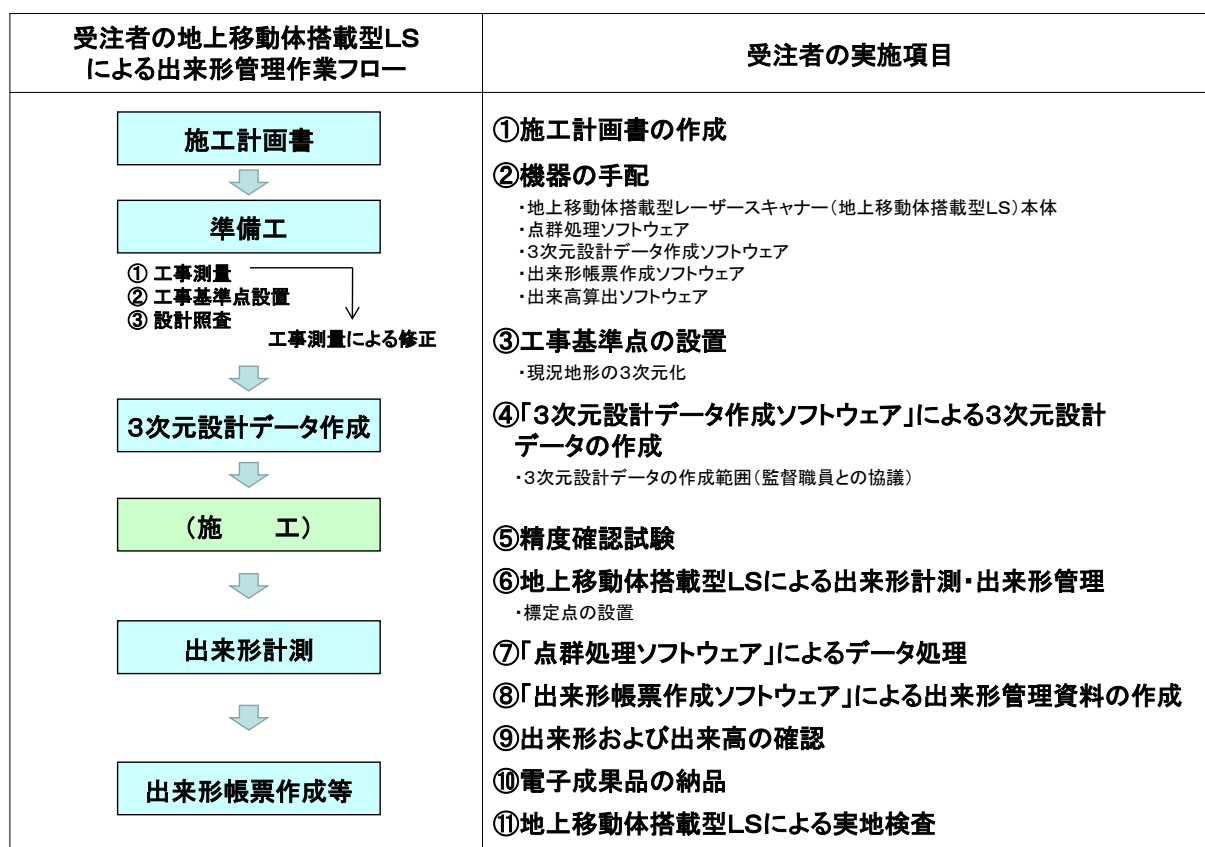 受注者の地上移動体搭載型LS
による出来形管理作業フロー
受注者の実施項目
施工計画書
準備工
① 工事測量
② 工事基準点設置
③ 設計照査
工事測量による修正
3次元設計データ作成
(施　　工)
出来形計測
出来形帳票作成等
①施工計画書の作成
②機器の手配
・地上移動体搭載型レーザースキャナー(地上移動体搭載型LS)本体
・点群処理ソフトウェア
・3次元設計データ作成ソフトウェア
・出来形帳票作成ソフトウェア
・出来高算出ソフトウェア
③工事基準点の設置
・現況地形の3次元化
④「3次元設計データ作成ソフトウェア」による3次元設計
データの作成
・3次元設計データの作成範囲(監督職員との協議)
⑤精度確認試験
⑥地上移動体搭載型LSによる出来形計測・出来形管理
・標定点の設置
⑦「点群処理ソフトウェア」によるデータ処理
⑧「出来形帳票作成ソフトウェア」による出来形管理資料の作成
⑨出来形および出来高の確認
⑩電子成果品の納品
⑪地上移動体搭載型LSによる実地検査